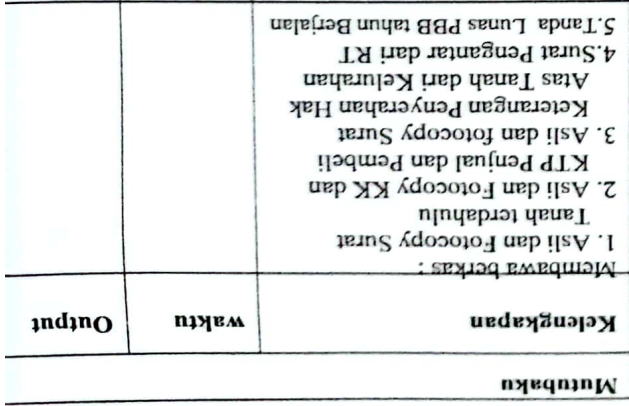 Mutubaku
Kelengkapan waktu Output
Membawa berkas :
1. Asli dan Fotocopy Surat
Tanah terdahulu
2. Asli dan Fotocopy KK dan
KTP Penjual dan Pembeli
3. Asli dan fotocopy Surat
Keterangan Penyerahan Hak
Atas Tanah dari Kelurahan
4.Surat Pengantar dari RT
5.Tanda Lunas PBB tahun Berjalan